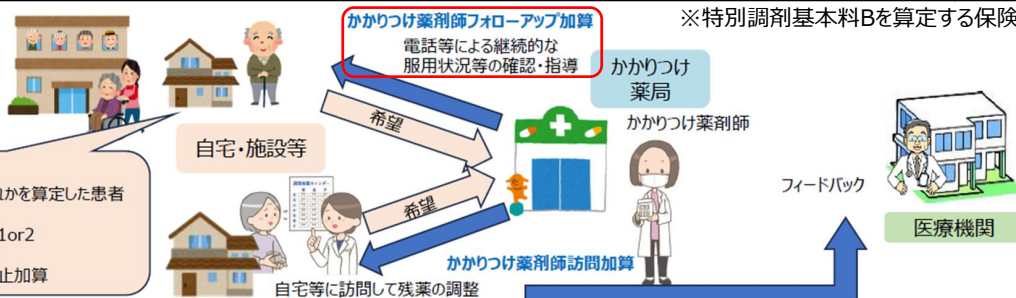 かかりつけ薬剤師フォローアップ加算
※特別調剤基本料Bを算定する保険
電話等による継続的な
服用状況等の確認・指導
かかりつけ
薬局
希望
かかりつけ薬剤師
自宅・施設等
れかを算定した患者
フィードバック
希望
1or2
医療機関
止加算
かかりつけ薬剤師訪問加算
自宅等に訪問して残薬の調整